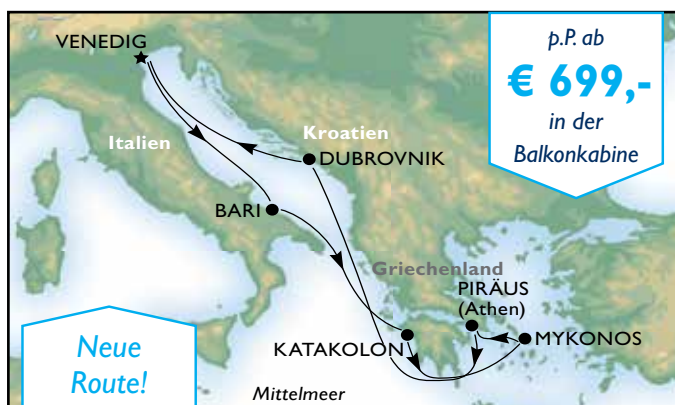 VENEDIG
p.P. ab
€ 699,-
in der
Balkonkabine
Italien
Kroatien
DUBROVNIK
BARI
Griechenland
PIRÄUS
(Athen)
KATAKOLON
MYKONOS
Neue
Route!
Mittelmeer